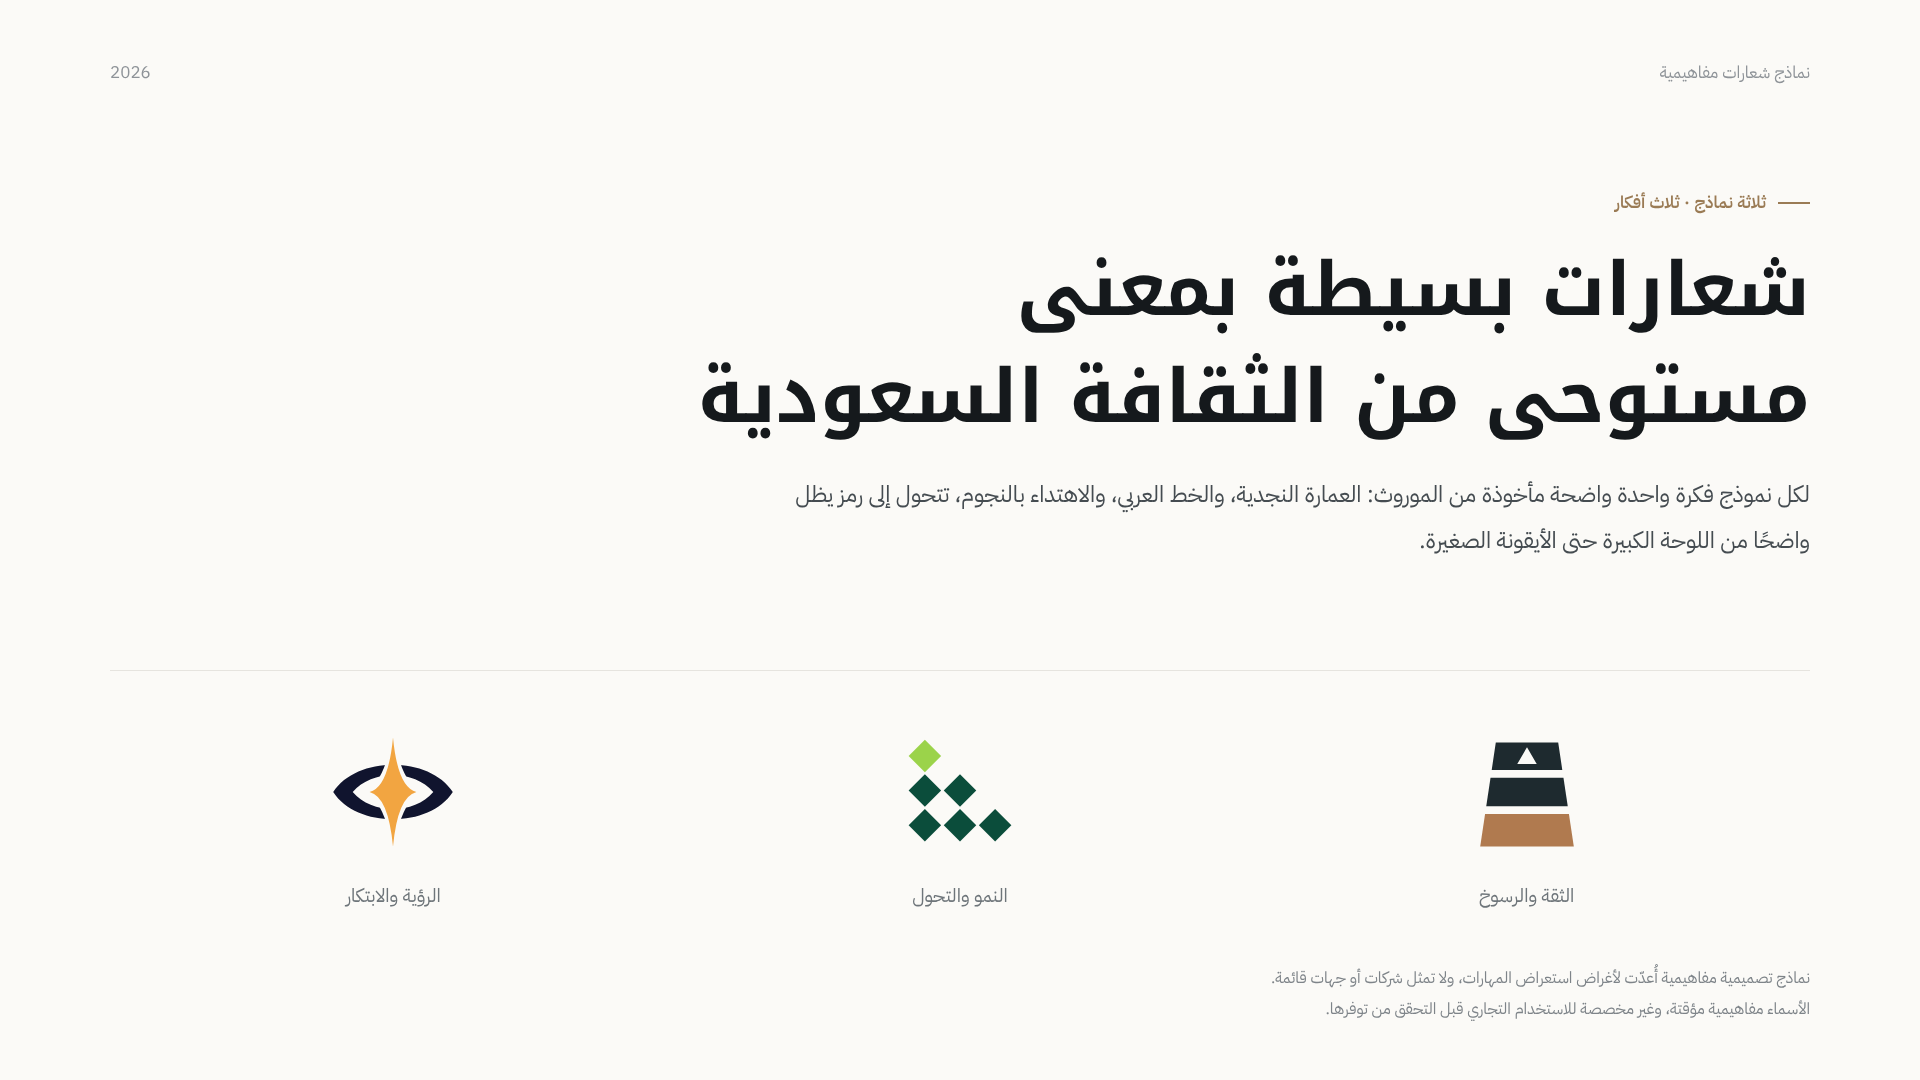 نماذج شعارات مفاهيمية
2026
ثلاثة نماذج · ثلاث أفكار
شعارات بسيطة بمعنى
مستوحى من الثقافة السعودية
لكل نموذج فكرة واحدة واضحة مأخوذة من الموروث: العمارة النجدية، والخط العربي، والاهتداء بالنجوم، تتحول إلى رمز يظل
واضحًا من اللوحة الكبيرة حتى الأيقونة الصغيرة.
الثقة والرسوخ
النمو والتحول
الرؤية والابتكار
نماذج تصميمية مفاهيمية أُعدّت لأغراض استعراض المهارات، ولا تمثل شركات أو جهات قائمة.
الأسماء مفاهيمية مؤقتة، وغير مخصصة للاستخدام التجاري قبل التحقق من توفرها.